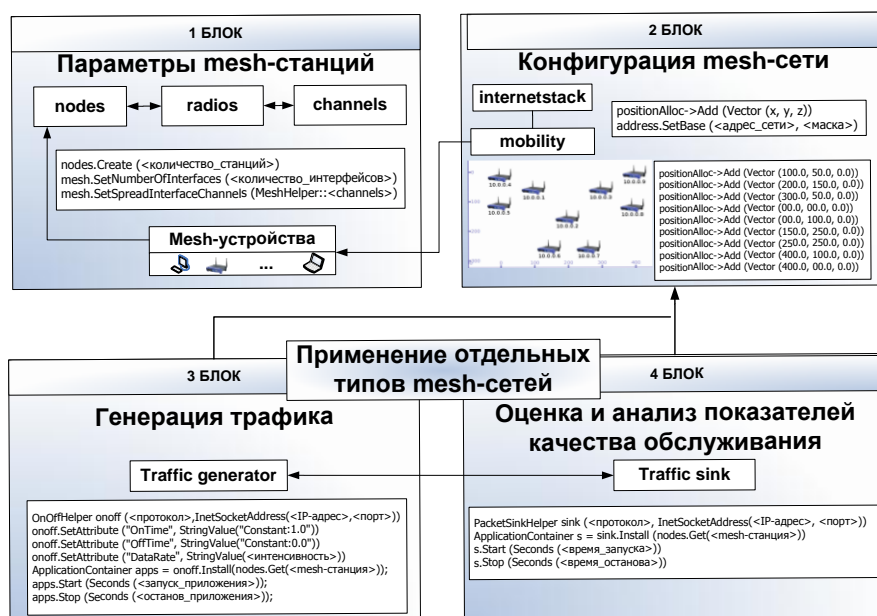 1 БЛОК
Параметры mesh-станций
nodes
radios
channels
nodes.Create (<количество_станций>)
mesh.SetNumberOfInterfaces (<количество_интерфейсов>)
mesh.SetSpreadInterfaceChannels (MeshHelper::<channels>)
Mesh-устройства
...
2 БЛОК
Конфигурация mesh-сети
internetstack
mobility
positionAlloc->Add (Vector (x, y, z))
address.SetBase (<адрес_сети>, <маска>)
10.0.0.4
10.0.0.1
10.0.0.3
10.0.0.9
10.0.0.5
10.0.0.2
10.0.0.8
10.0.0.6
10.0.0.7
0
100
200
300
400
positionAlloc->Add (Vector (100.0, 50.0, 0.0))
positionAlloc->Add (Vector (200.0, 150.0, 0.0))
positionAlloc->Add (Vector (300.0, 50.0, 0.0))
positionAlloc->Add (Vector (00.0, 00.0, 0.0))
positionAlloc->Add (Vector (00.0, 100.0, 0.0))
positionAlloc->Add (Vector (150.0, 250.0, 0.0))
positionAlloc->Add (Vector (250.0, 250.0, 0.0))
positionAlloc->Add (Vector (400.0, 100.0, 0.0))
positionAlloc->Add (Vector (400.0, 00.0, 0.0))
Применение отдельных
типов mesh-сетей
3 БЛОК
Генерация трафика
Traffic generator
OnOffHelper onoff (<протокол>,InetSocketAddress(<IP-адрес>,<порт>))
onoff.SetAttribute ("OnTime", StringValue("Constant:1.0"))
onoff.SetAttribute ("OffTime", StringValue("Constant:0.0"))
onoff.SetAttribute ("DataRate", StringValue(<интенсивность>))
ApplicationContainer apps = onoff.Install(nodes.Get(<mesh-станция>));
apps.Start (Seconds (<запуск_приложения>));
apps.Stop (Seconds (<останов_приложения>);
4 БЛОК
Оценка и анализ показателей
качества обслуживания
Traffic sink
PacketSinkHelper sink (<протокол>, InetSocketAddress(<IP-адрес>, <порт>))
ApplicationContainer s = sink.Install (nodes.Get(<mesh-станция>))
s.Start (Seconds (<время_запуска>))
s.Stop (Seconds (<время_останова>))